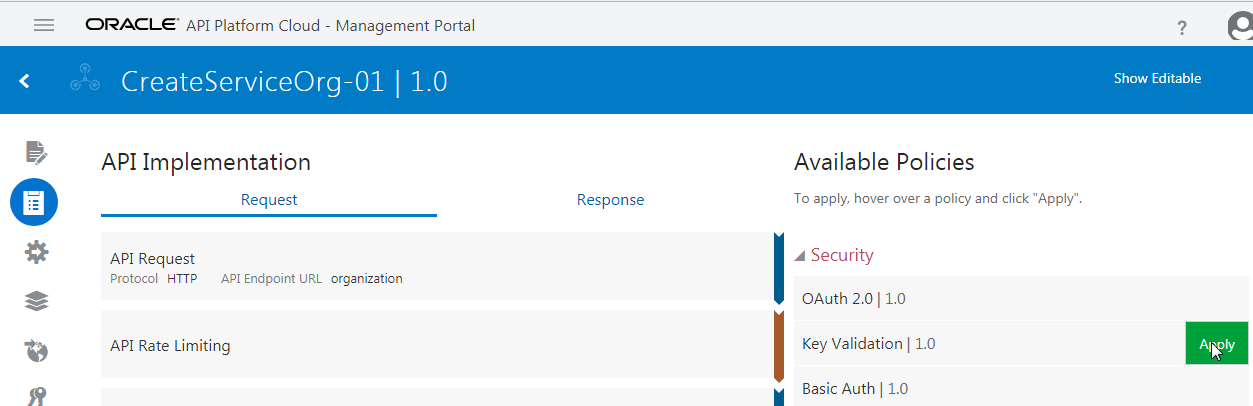 ORACLE® API Platform Cloud - Management Portal
?
CreateServiceOrg-01 | 1.0
Show Editable
API Implementation
Request
Response
API Request
Protocol HTTP API Endpoint URL organization
API Rate Limiting
Available Policies
To apply, hover over a policy and click "Apply".
Security
OAuth 2.0 | 1.0
Key Validation | 1.0
Apply
Basic Auth | 1.0